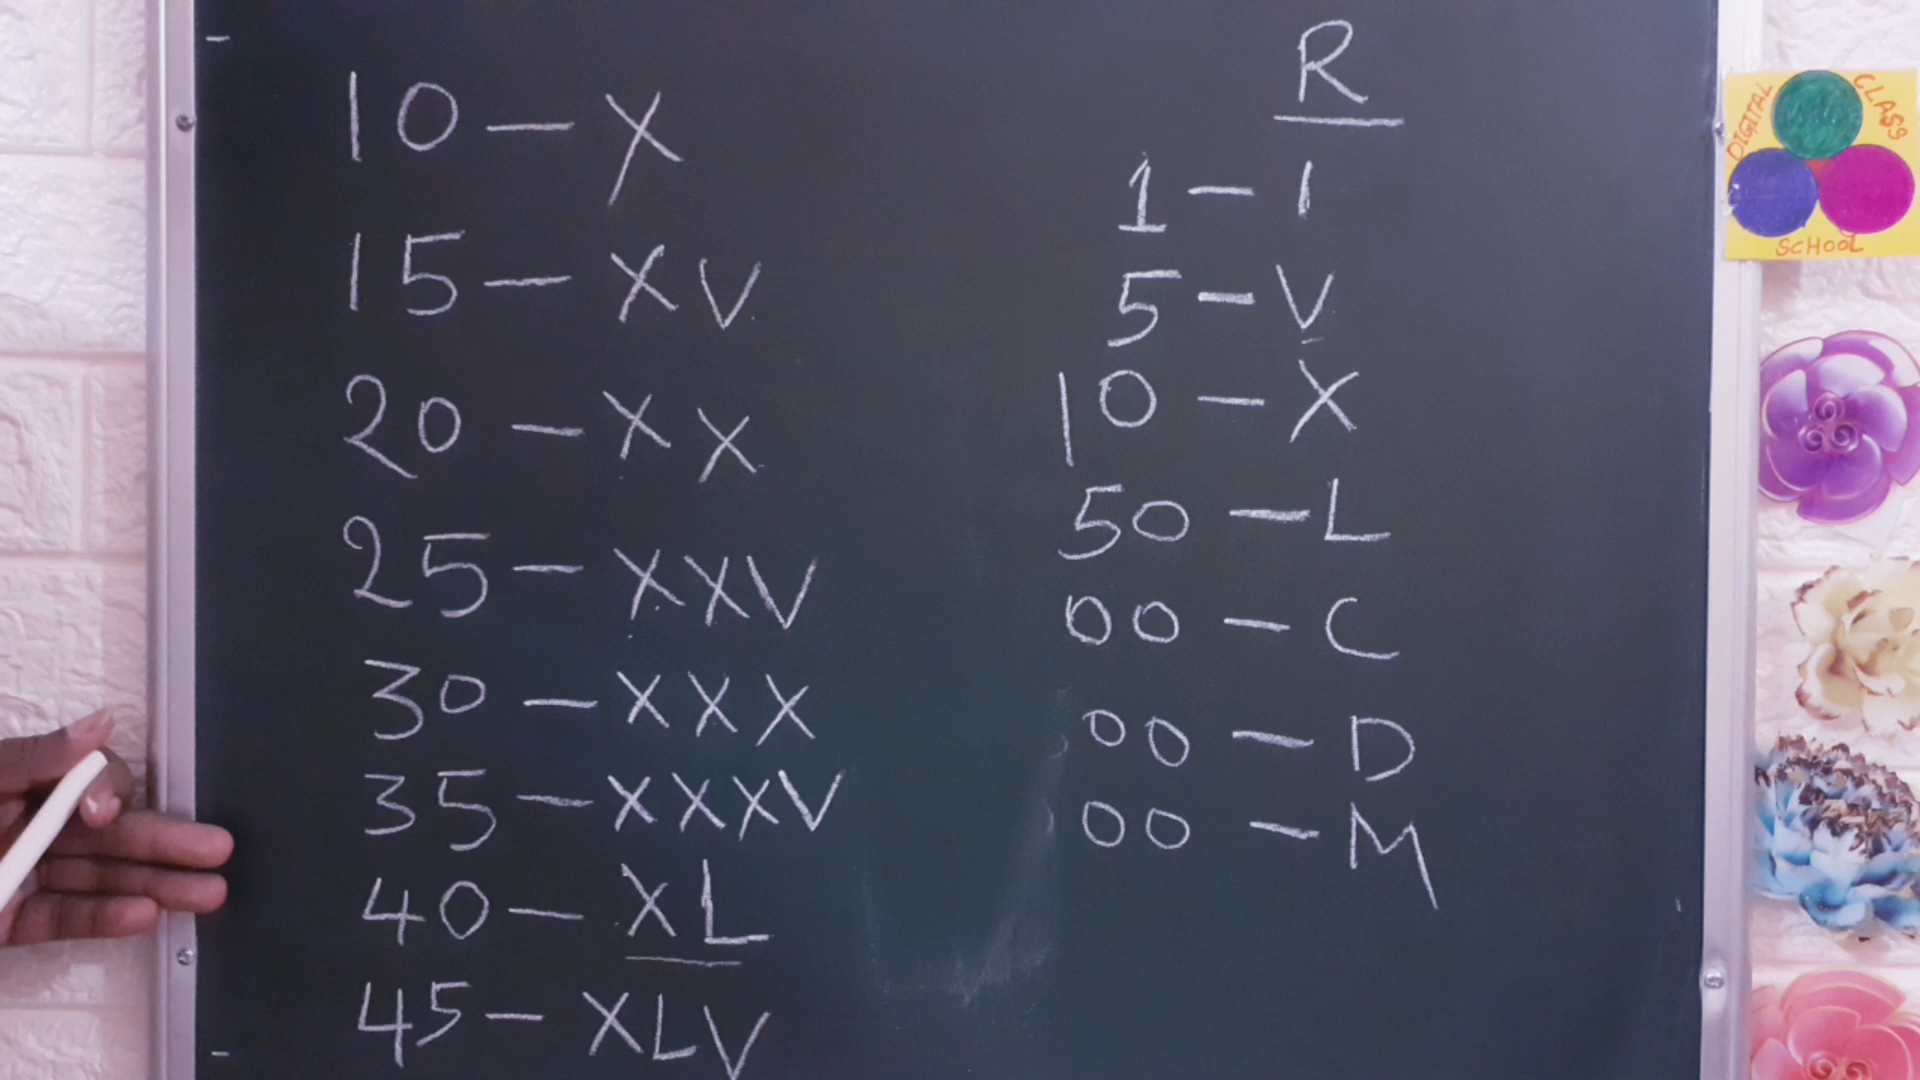 10 – X
15 – XV
20 – XX
25 – XXV
30 – XXX
35 – XXXV
40 – XL
45 – XLV
R
1 – I
5 – V
10 – X
50 – L
00 – C
00 – D
00 – M
DIGITAL CLASS
SCHOOL